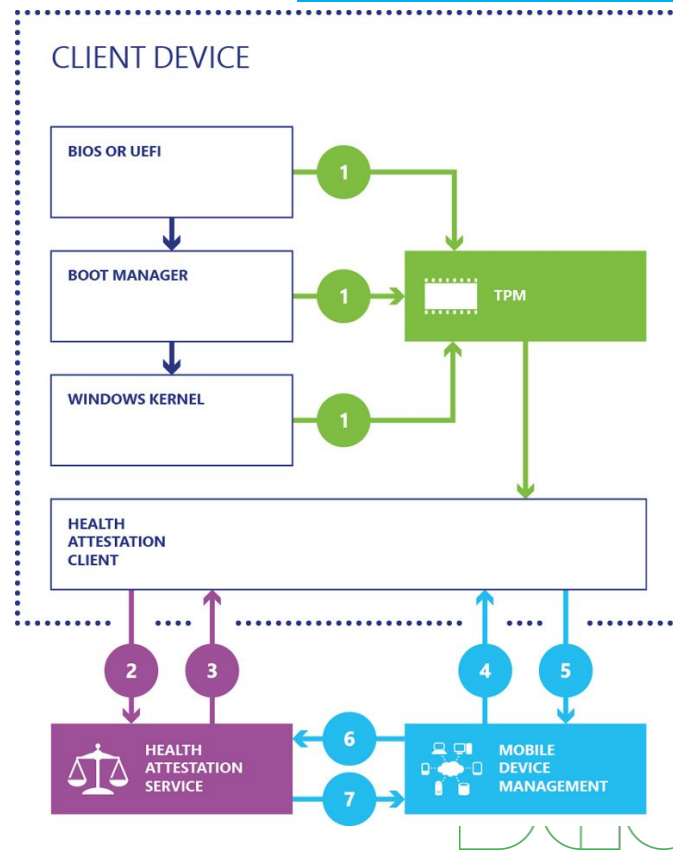 CLIENT DEVICE
BIOS OR UEFI
1
BOOT MANAGER
1
TPM
WINDOWS KERNEL
1
HEALTH
ATTESTATION
CLIENT
2
3
4
5
HEALTH
ATTESTATION
SERVICE
6
7
MOBILE
DEVICE
MANAGEMENT